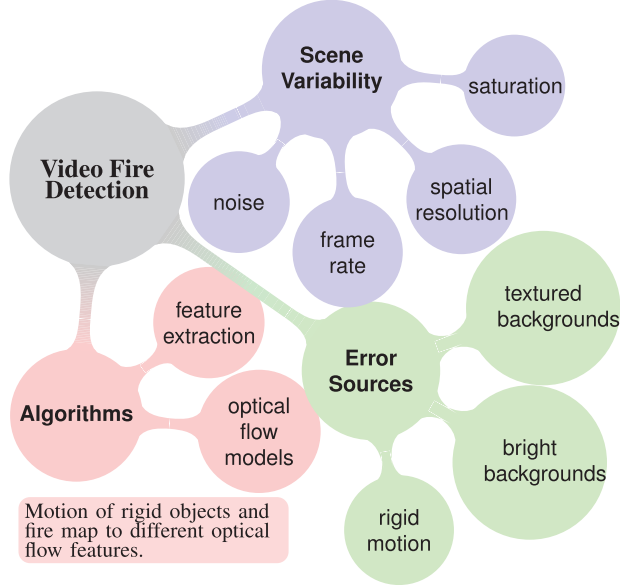 Scene
Variability
saturation
Video Fire
Detection
noise
spatial
resolution
frame
rate
textured
backgrounds
feature
extraction
Error
Sources
Algorithms
optical
flow
models
bright
backgrounds
rigid
motion
Motion of rigid objects and
fire map to different optical
flow features.